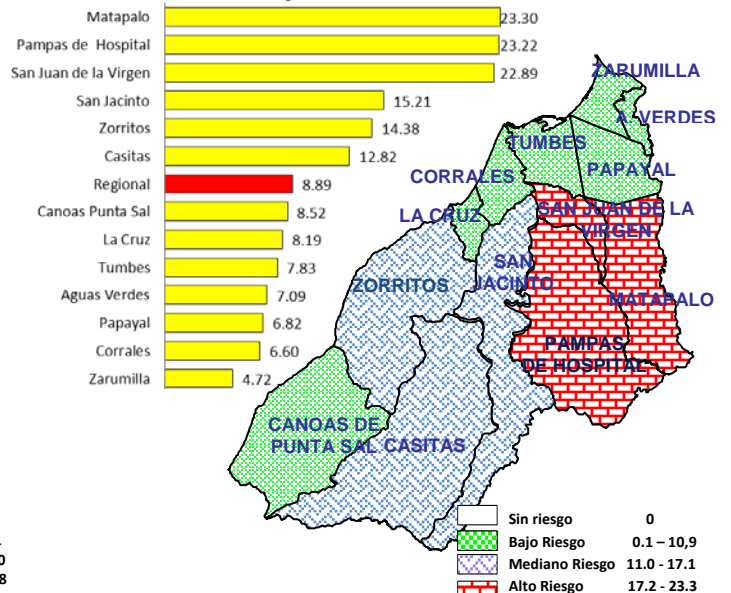 Matapalo 23.30
Pampas de Hospital 23.22
San Juan de la Virgen 22.89
San Jacinto 15.21
Zorritos 14.38
Casitas 12.82
Regional 8.89
Canoas Punta Sal 8.52
La Cruz 8.19
Tumbes 7.83
Aguas Verdes 7.09
Papayal 6.82
Corrales 6.60
Zarumilla 4.72
ZARUMILLA
A. VERDES
TUMBES
PAPAYAL
CORRALES
LA CRUZ
SAN JUAN DE LA
VIRGEN
SAN
JACINTO
ZORRITOS
MATAPALO
PAMPAS
DE HOSPITAL
CANOAS DE
PUNTA SAL
CASITAS
Sin riesgo 0
Bajo Riesgo 0.1 – 10,9
Mediano Riesgo 11.0 - 17.1
Alto Riesgo 17.2 - 23.3
0
8